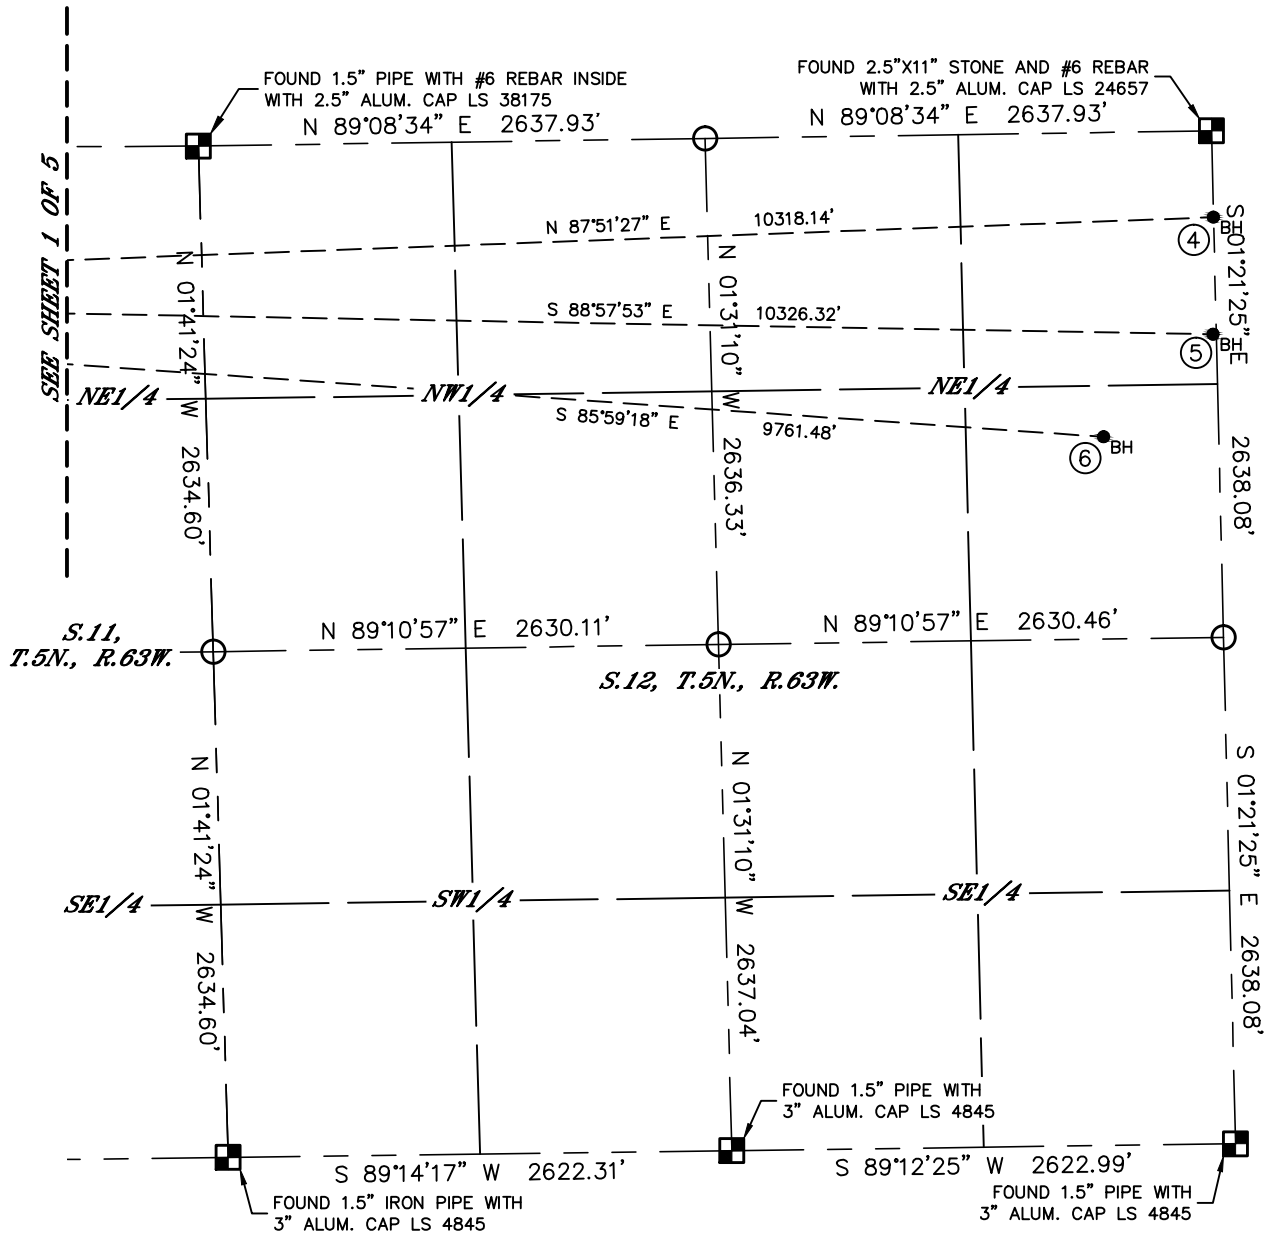 FOUND 1.5" PIPE WITH #6 REBAR INSIDE
WITH 2.5" ALUM. CAP LS 38175
FOUND 2.5"X11" STONE AND #6 REBAR
WITH 2.5" ALUM. CAP LS 24657
N 89°08'34" E 2637.93'
N 89°08'34" E 2637.93'
SEE SHEET 1 OF 5
N 87°51'27" E 10318.14'
BH
4
S 01°21'25" E 2638.08'
N 01°41'24" W 2634.60'
N 01°31'10" W 2636.33'
S 88°57'53" E 10326.32'
BH
5
NE1/4
NW1/4
NE1/4
S 85°59'18" E 9761.48'
BH
6
S.11,
T.5N., R.63W.
N 89°10'57" E 2630.11'
N 89°10'57" E 2630.46'
S.12, T.5N., R.63W.
N 01°41'24" W 2634.60'
N 01°31'10" W 2637.04'
S 01°21'25" E 2638.08'
SE1/4
SW1/4
SE1/4
FOUND 1.5" PIPE WITH
3" ALUM. CAP LS 4845
S 89°14'17" W 2622.31'
S 89°12'25" W 2622.99'
FOUND 1.5" IRON PIPE WITH
3" ALUM. CAP LS 4845
FOUND 1.5" PIPE WITH
3" ALUM. CAP LS 4845